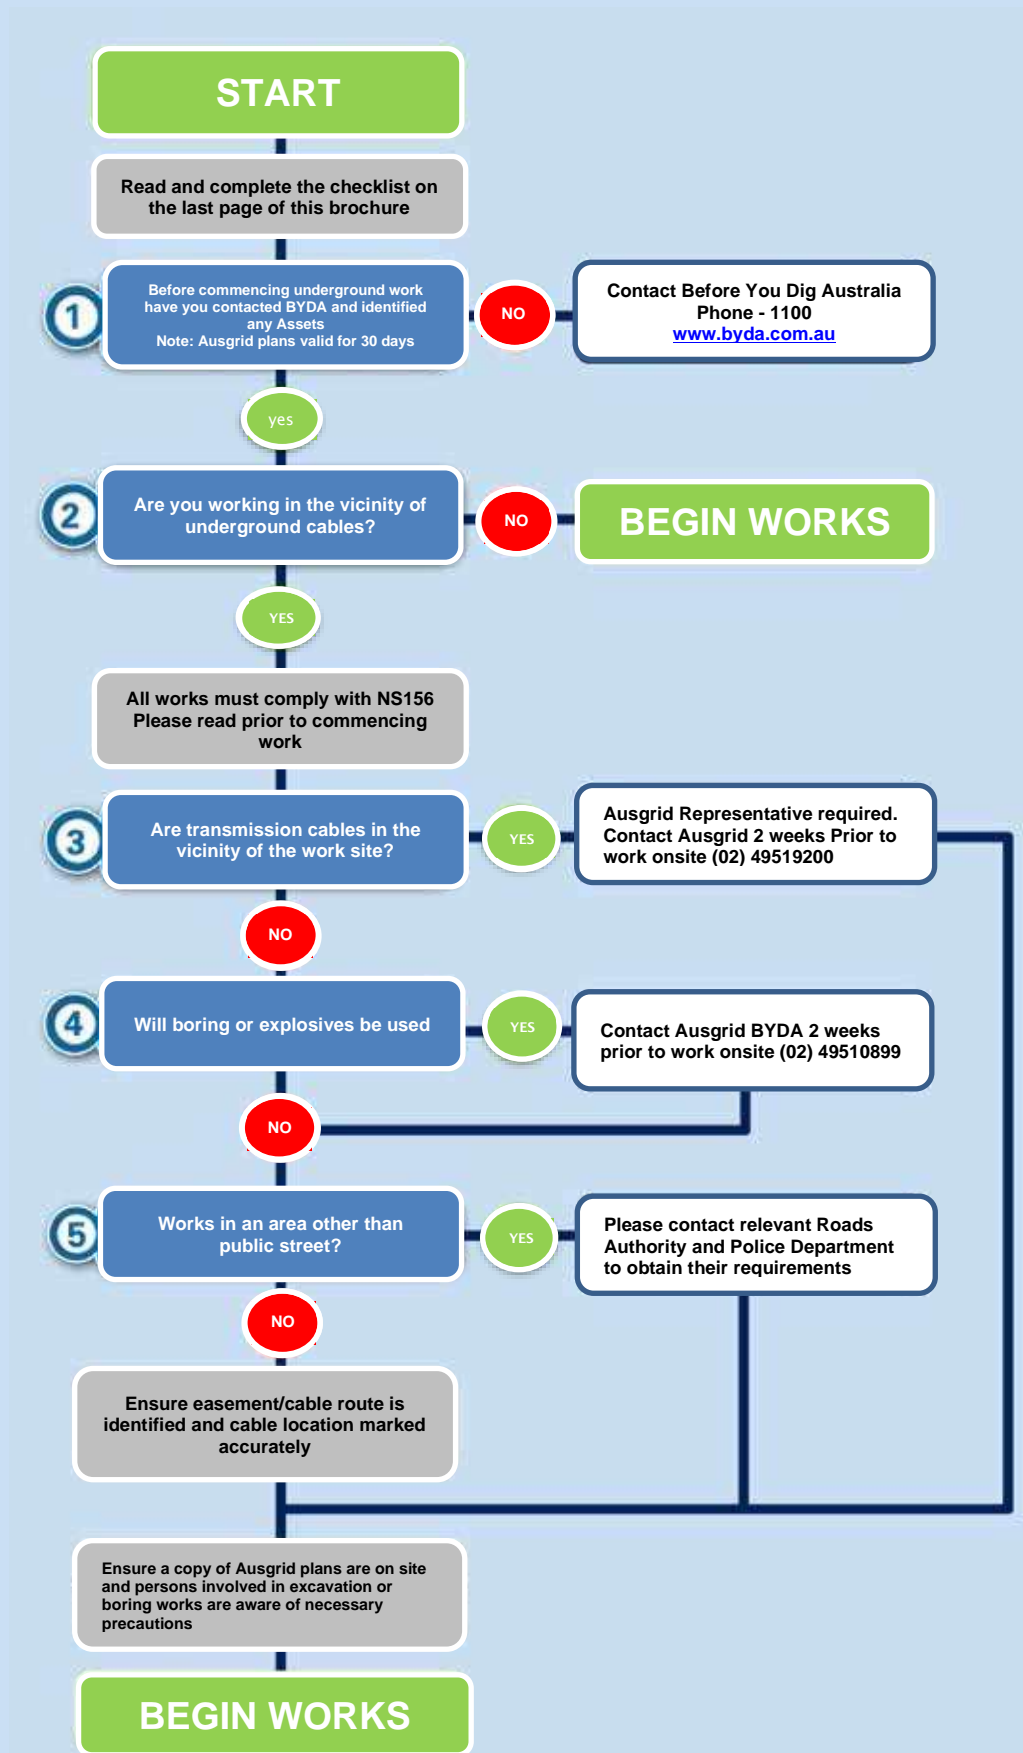 START
Read and complete the checklist on
the last page of this brochure
1
Before commencing underground work
have you contacted BYDA and identified
any Assets
Note: Ausgrid plans valid for 30 days
NO
Contact Before You Dig Australia
Phone - 1100
www.byda.com.au
yes
2
Are you working in the vicinity of
underground cables?
NO
BEGIN WORKS
YES
All works must comply with NS156
Please read prior to commencing
work
3
Are transmission cables in the
vicinity of the work site?
YES
Ausgrid Representative required.
Contact Ausgrid 2 weeks Prior to
work onsite (02) 49519200
NO
4
Will boring or explosives be used
YES
Contact Ausgrid BYDA 2 weeks
prior to work onsite (02) 49510899
NO
5
Works in an area other than
public street?
YES
Please contact relevant Roads
Authority and Police Department
to obtain their requirements
NO
Ensure easement/cable route is
identified and cable location marked
accurately
Ensure a copy of Ausgrid plans are on site
and persons involved in excavation or
boring works are aware of necessary
precautions
BEGIN WORKS